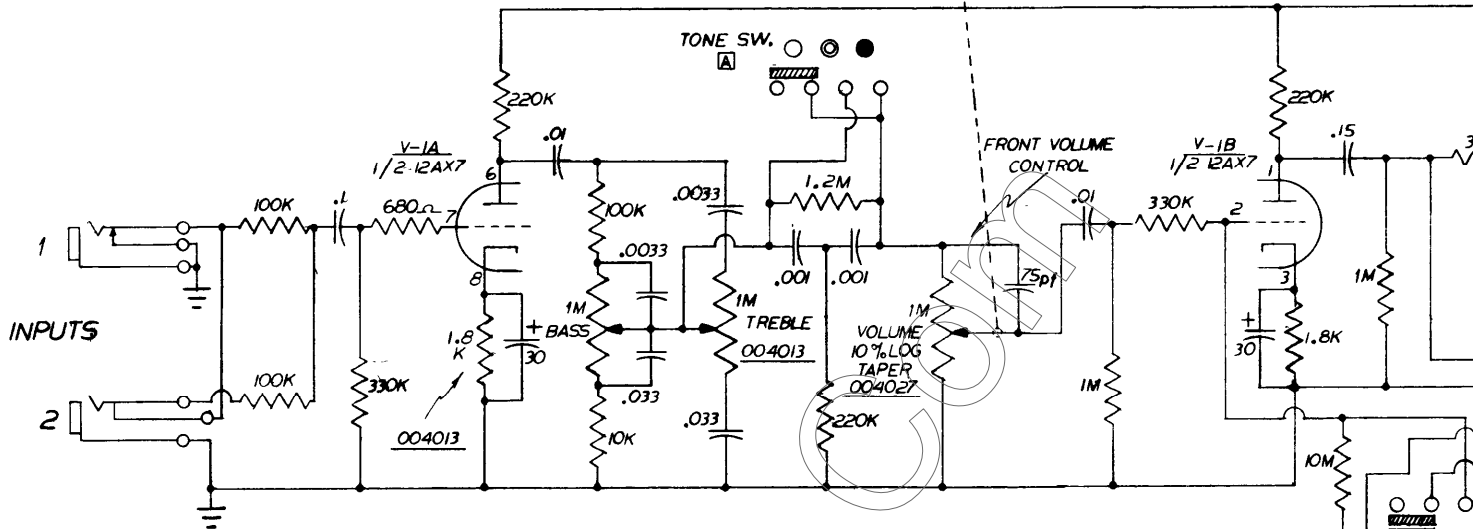 TONE SW.
A
220K
220K
.01
V-1A
1/2 12AX7
6
FRONT VOLUME
CONTROL
V-1B
1/2 12AX7
1
.15
3
100K
.1
680Ω
7
100K
.0033
1.2M
.01
330K
2
1
8
.0033
.001
.001
75pf
3
1M
INPUTS
1.8
K
+
30
1M
BASS
1M
TREBLE
004013
1M
VOLUME
10% LOG
TAPER
004027
+
30
1.8K
1M
2
100K
330K
004013
.033
10K
.033
220K
10M
Com